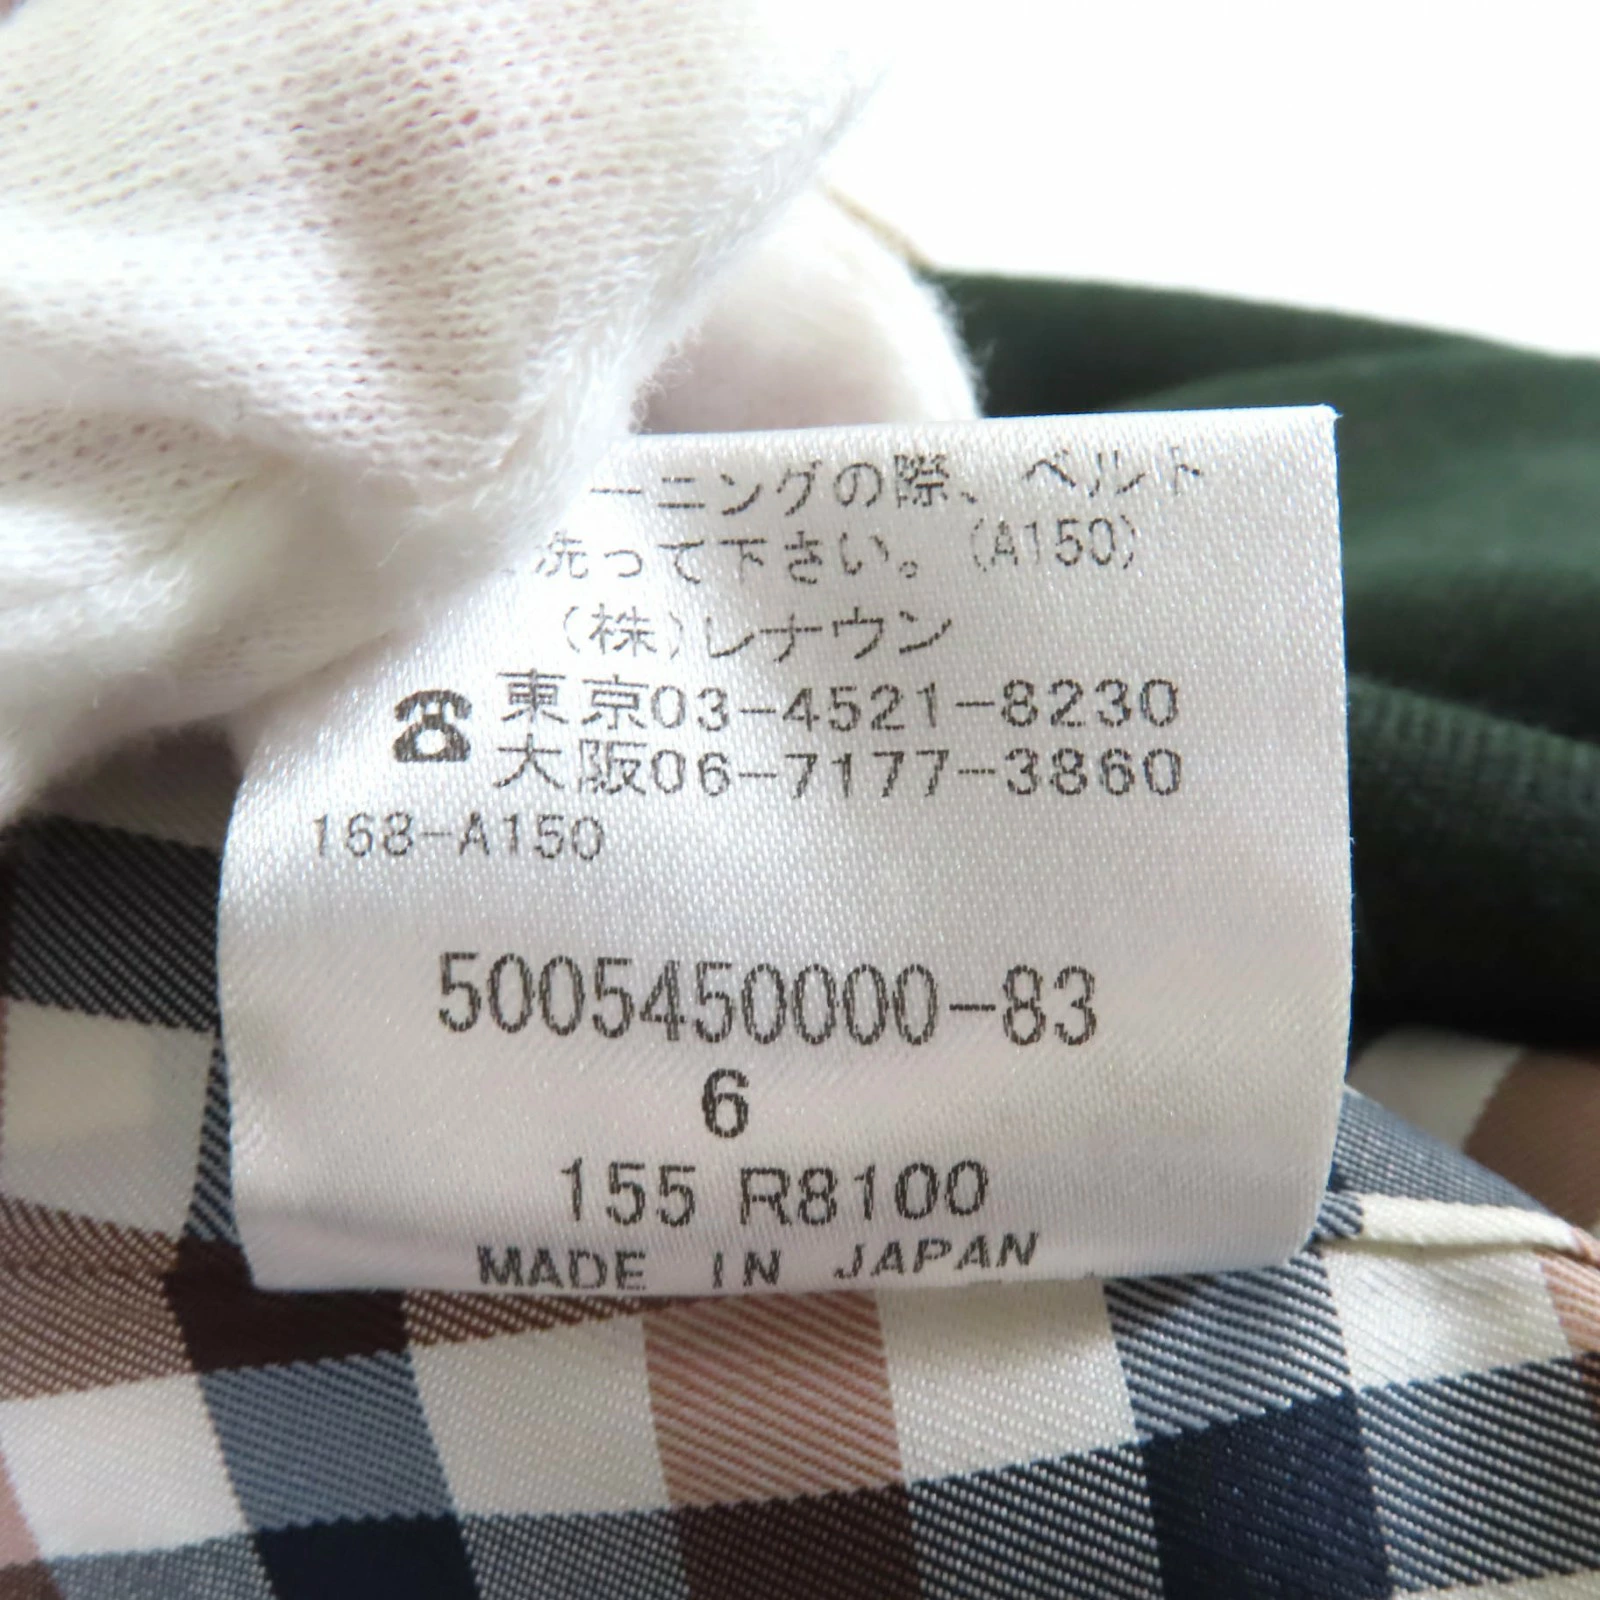 ーニングの際、ベルト
洗って下さい。(A150)
(株)レナウン
☎東京03-4521-8230
大阪06-7177-3860
168-A150
5005450000-83
6
155 R8100
MADE IN JAPAN